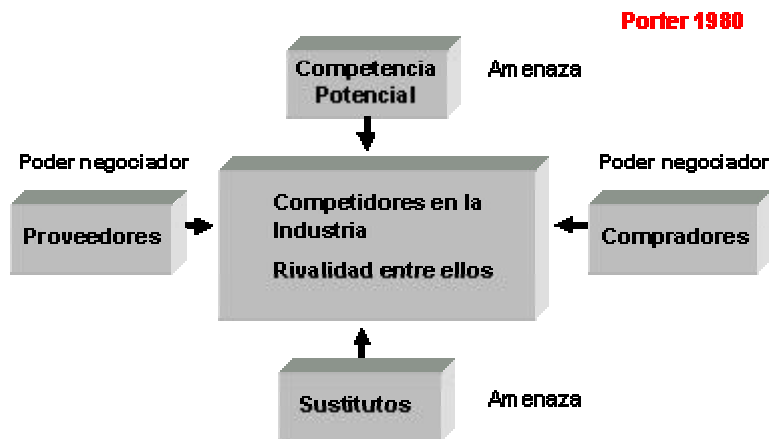 Porter 1980
Competencia
Potencial
Amenaza
Poder negociador
Poder negociador
Proveedores
Competidores en la
Industria
Rivalidad entre ellos
Compradores
Sustitutos
Amenaza